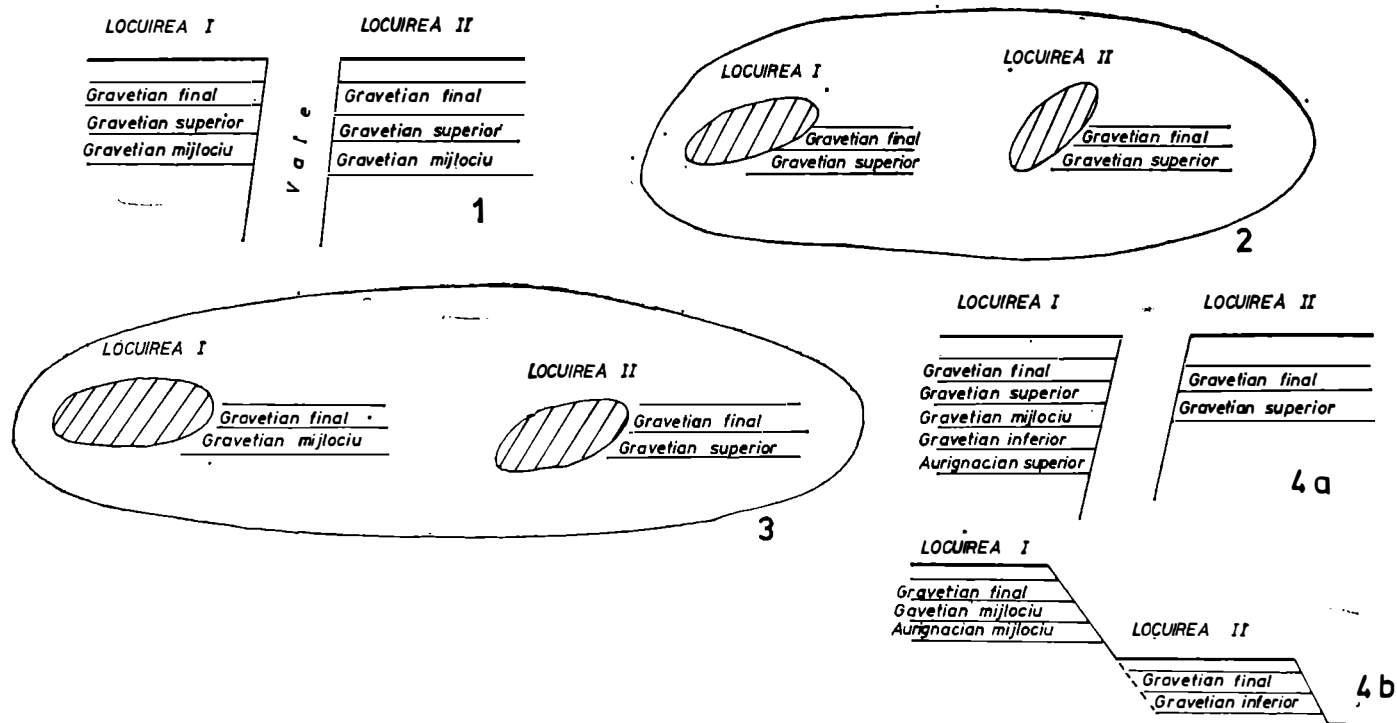 LOCUIREA I
LOCUIREA II
Gravetian final
Gravetian superior
Gravetian mijlociu
Vale
Gravetian final
Gravetian superior
Gravetian mijlociu
1
LOCUIREA I
LOCUIREA II
Gravetian final
Gravetian superior
Gravetian final
Gravetian superior
2
LOCUIREA I
LOCUIREA II
Gravetian final
Gravetian mijlociu
Gravetian final
Gravetian superior
3
LOCUIREA I
LOCUIREA II
Gravetian final
Gravetian superior
Gravetian mijlociu
Gravetian inferior
Aurignacian superior
Gravetian final
Gravetian superior
4a
LOCUIREA I
Gravetian final
Gavetian mijlociu
Aurignacian mijlociu
LOCUIREA II
Gravetian final
Gravetian inferior
4b